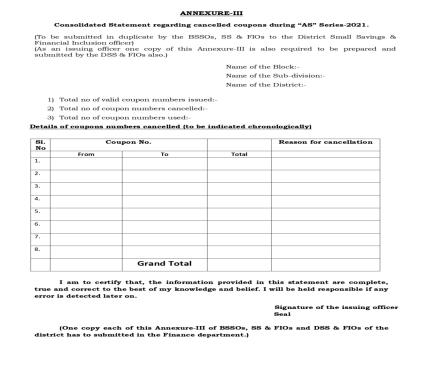 ANNEXURE-III
Consolidated Statement regarding cancelled coupons during "AS" Series-2021.
(To be submitted in duplicate by the BSSOs, SS & FIOs to the District Small Savings &
Financial Inclusion officer)
(As an issuing officer one copy of this Annexure-III is also required to be prepared and
submitted by the DSS & FIOs also.)
Name of the Block:-
Name of the Sub-division:-
Name of the District:-
1) Total no of valid coupon numbers issued:-
2) Total no of coupon numbers cancelled:-
3) Total no of coupon numbers used:-
Details of coupons numbers cancelled (to be indicated chronologically)
Sl. No Coupon No. Reason for cancellation
From To Total
1.
2.
3.
4.
5.
6.
7.
8.
Grand Total
I am to certify that, the information provided in this statement are complete,
true and correct to the best of my knowledge and belief. I will be held responsible if any
error is detected later on.
Signature of the issuing officer
Seal
(One copy each of this Annexure-III of BSSOs, SS & FIOs and DSS & FIOs of the
district has to submitted in the Finance department.)